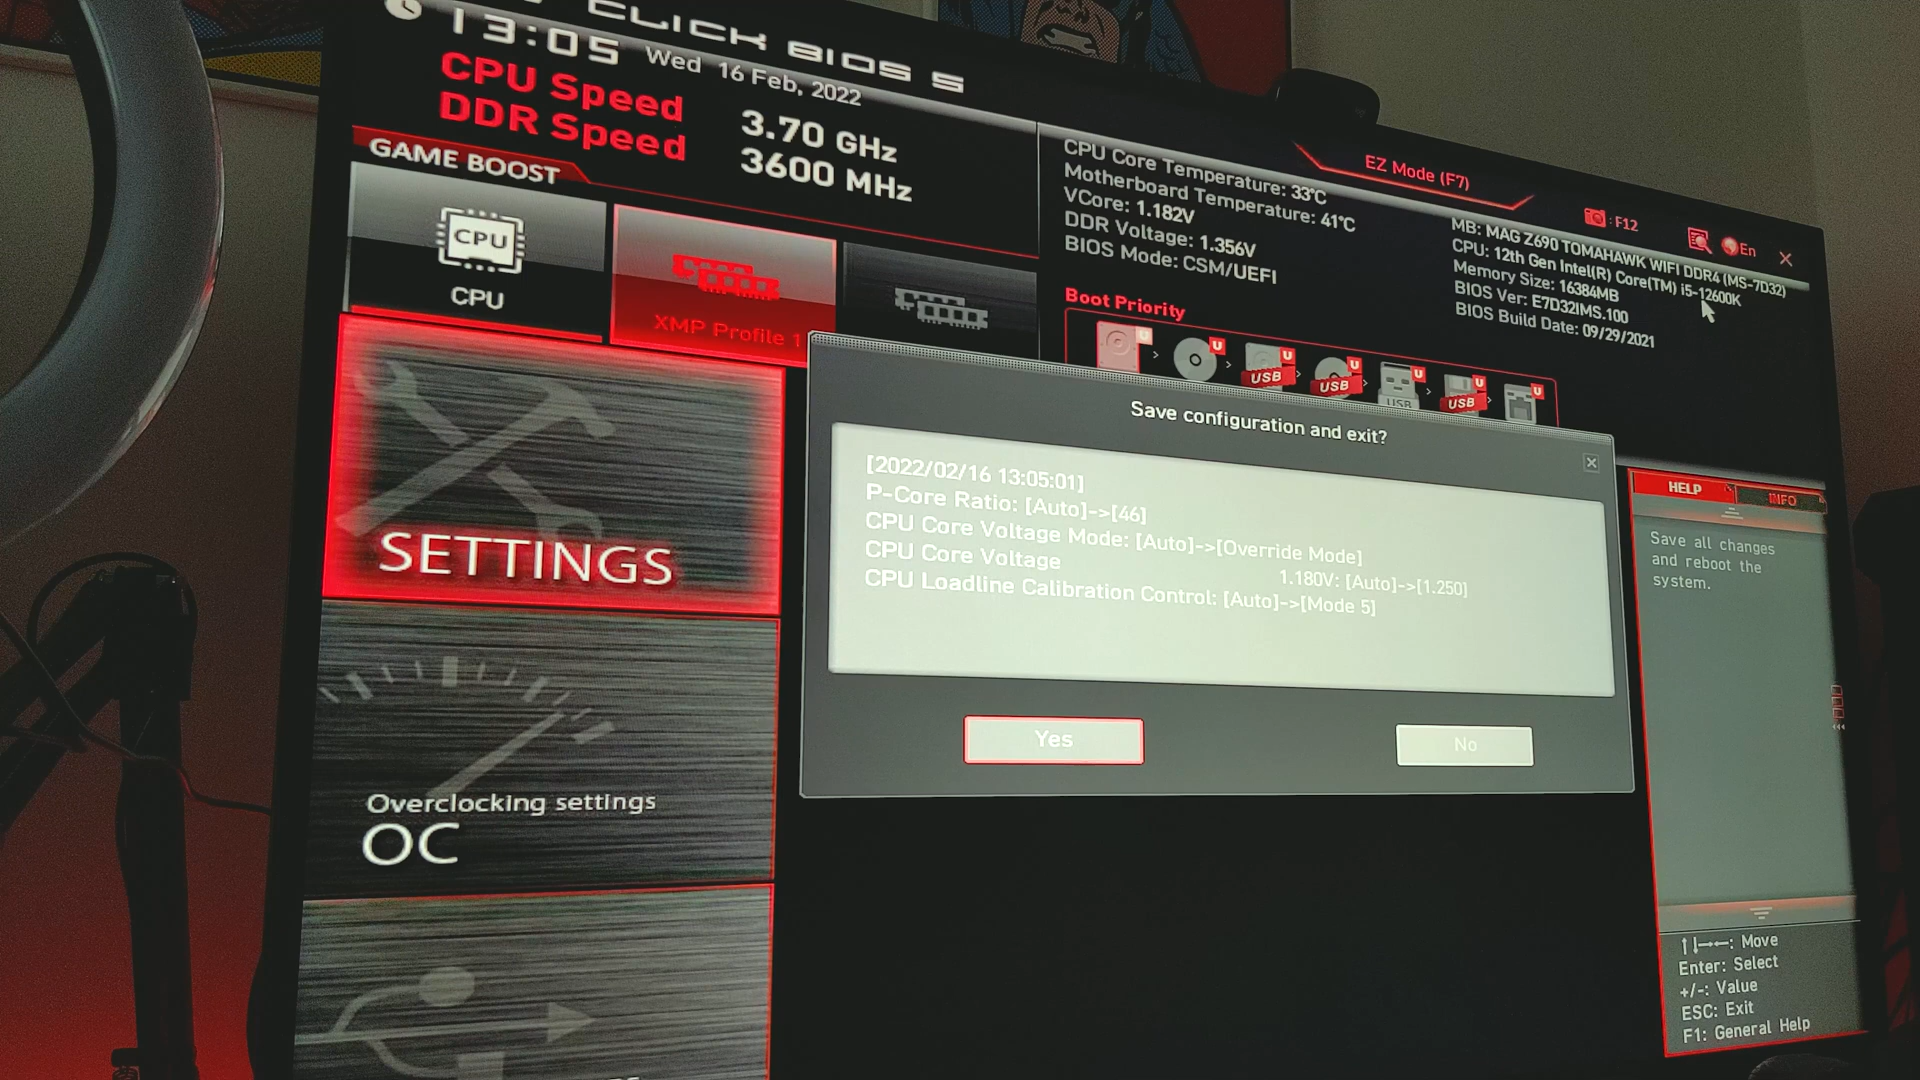 CLICK BIOS 5
13:05
Wed 16 Feb, 2022
CPU Speed 3.70 GHz
DDR Speed 3600 MHz
GAME BOOST
CPU
XMP Profile 1
CPU Core Temperature: 33°C
Motherboard Temperature: 41°C
VCore: 1.182V
DDR Voltage: 1.356V
BIOS Mode: CSM/UEFI
EZ Mode (F7)
: F12
En
MB: MAG Z690 TOMAHAWK WIFI DDR4 (MS-7D32)
CPU: 12th Gen Intel(R) Core(TM) i5-12600K
Memory Size: 16384MB
BIOS Ver: E7D32IMS.100
BIOS Build Date: 09/29/2021
Boot Priority
U U U U U U U
USB USB USB USB
Save configuration and exit?
[2022/02/16 13:05:01]
P-Core Ratio: [Auto]->[46]
CPU Core Voltage Mode: [Auto]->[Override Mode]
CPU Core Voltage 1.180V: [Auto]->[1.250]
CPU Loadline Calibration Control: [Auto]->[Mode 5]
Yes
No
SETTINGS
Overclocking settings
OC
HELP
INFO
Save all changes
and reboot the
system.
↑↓→←: Move
Enter: Select
+/-: Value
ESC: Exit
F1: General Help